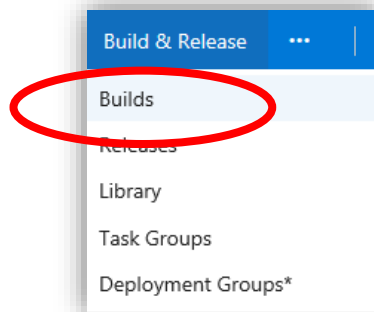 Build & Release ···
Builds
Releases
Library
Task Groups
Deployment Groups*